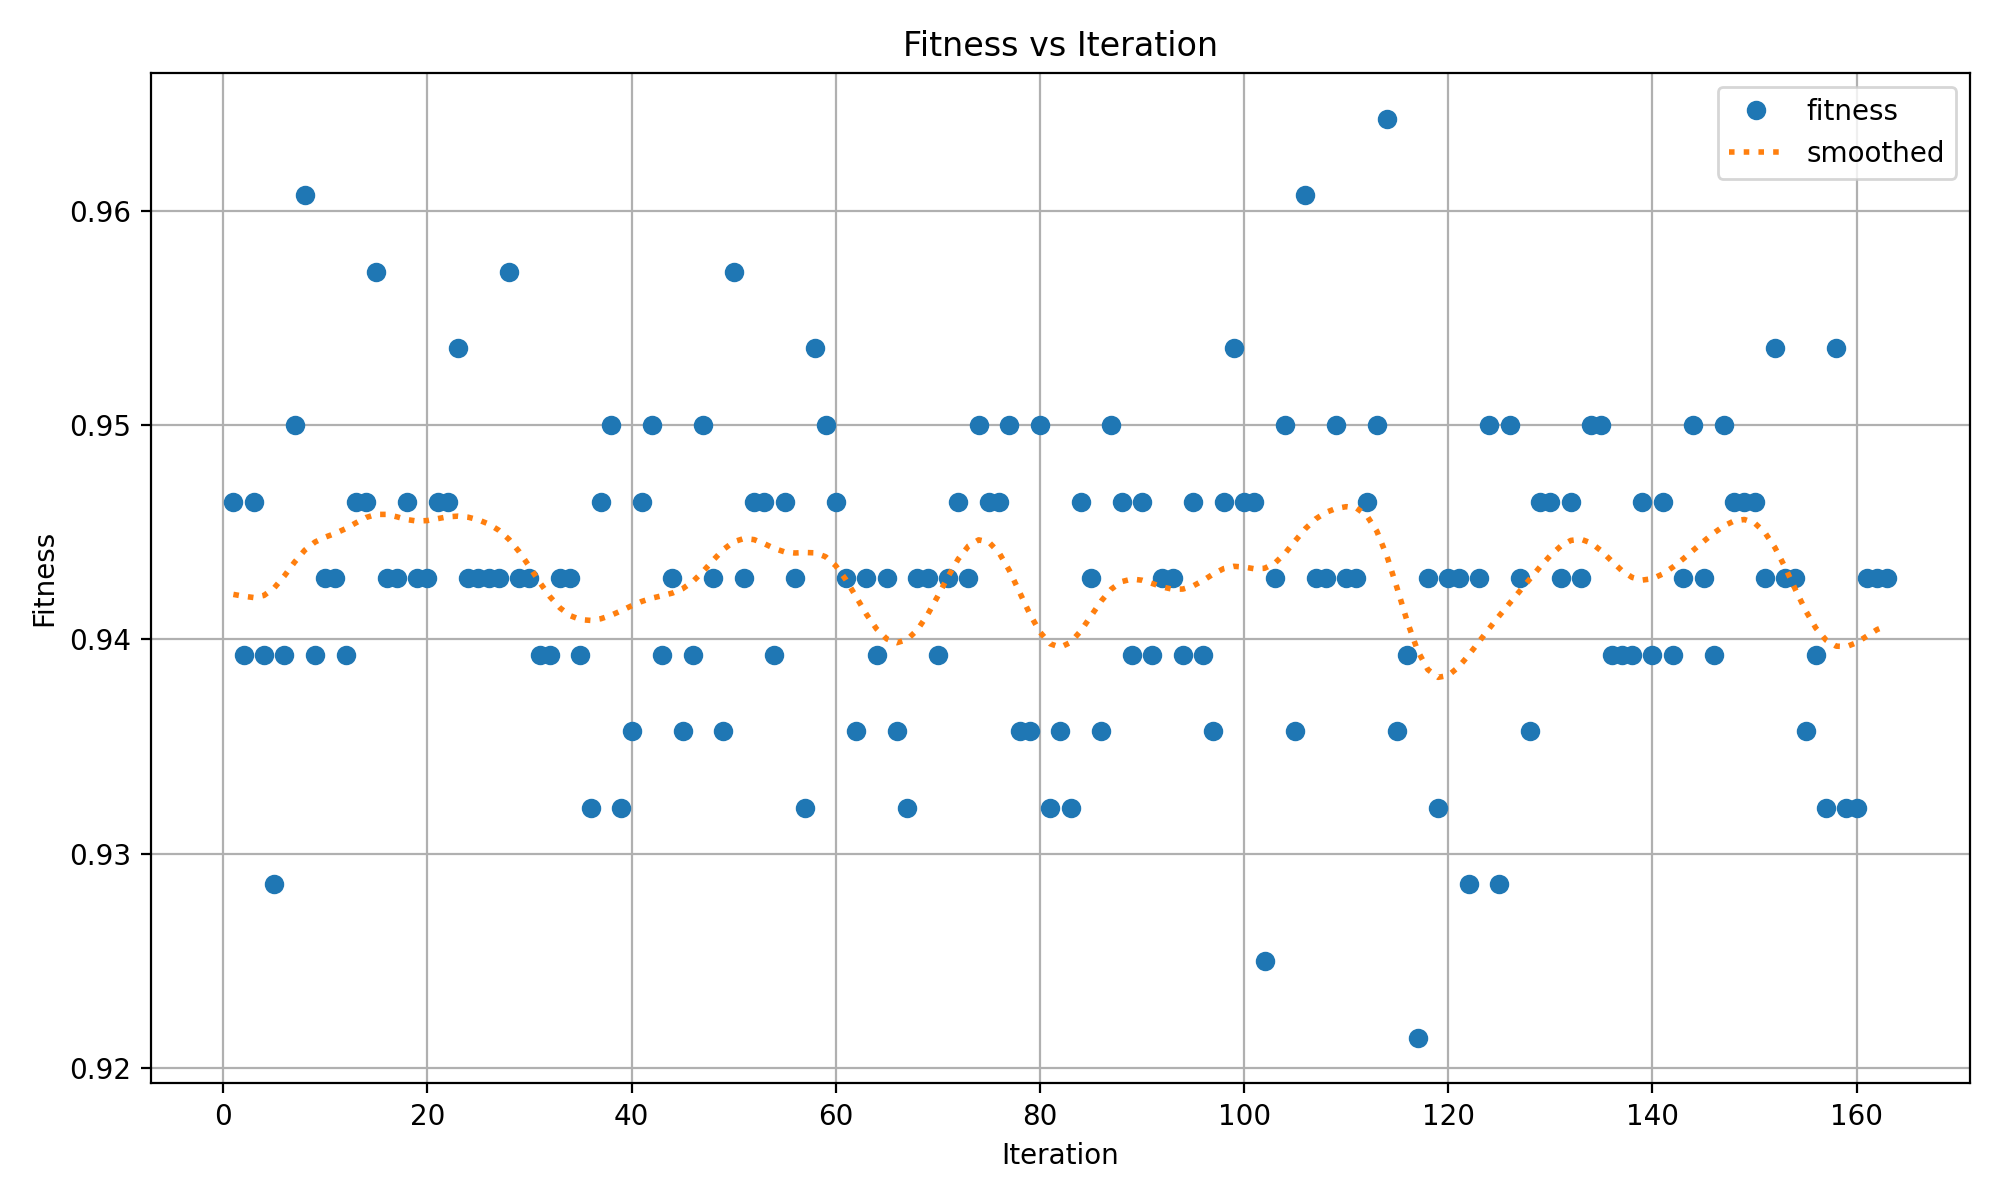 Fitness vs Iteration
fitness
smoothed
0.96
0.95
0.94
0.93
0.92
Fitness
0 20 40 60 80 100 120 140 160
Iteration